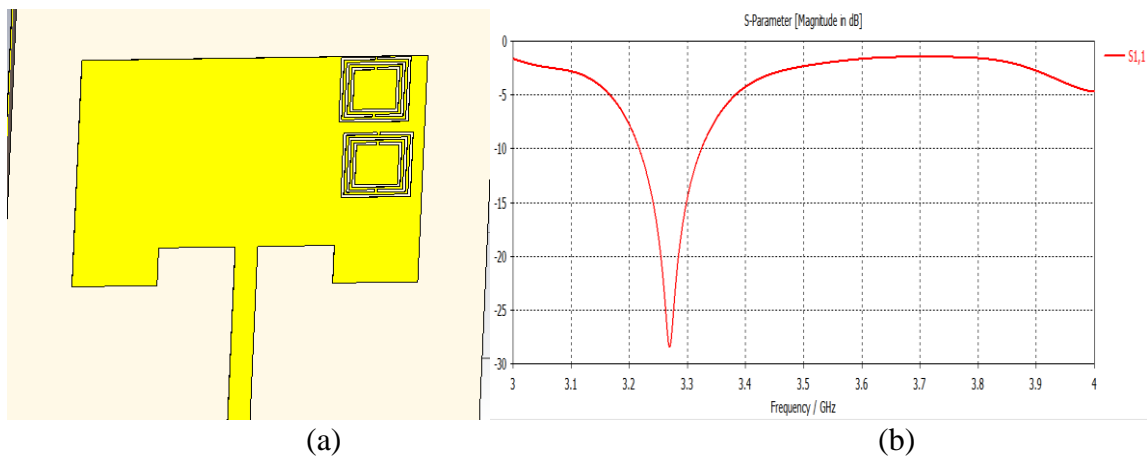 S-Parameter [Magnitude in dB]
0
-5
-10
-15
-20
-25
-30
S1,1
3 3.1 3.2 3.3 3.4 3.5 3.6 3.7 3.8 3.9 4
Frequency / GHz
(a) (b)